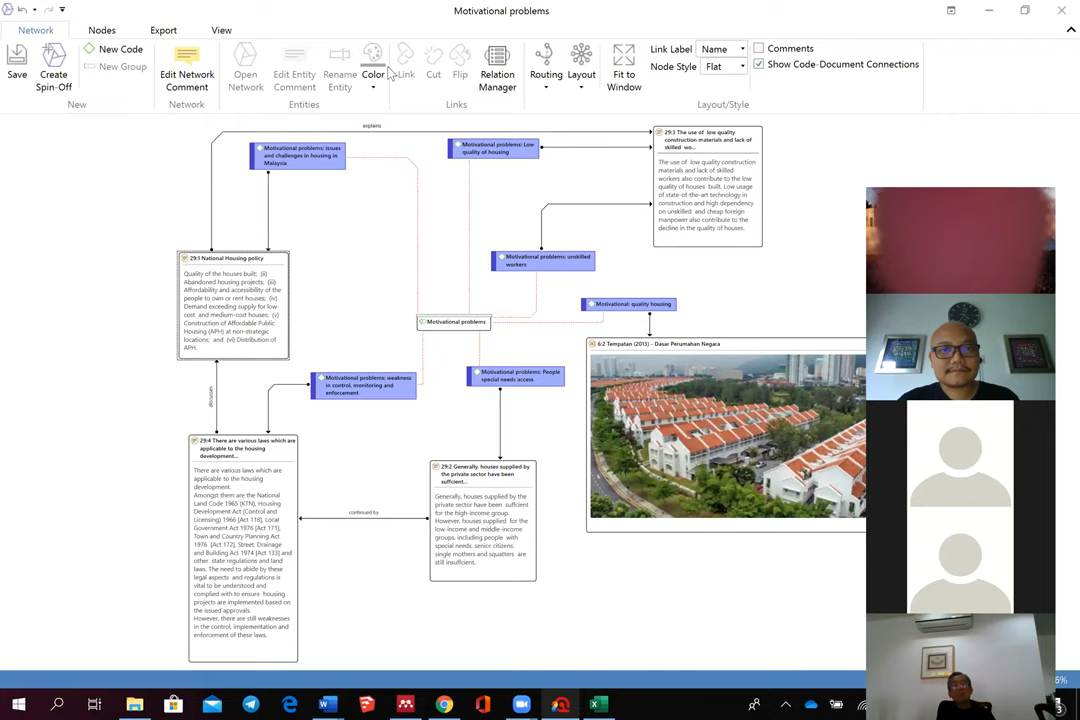 Motivational problems
Network
Nodes
Export
View
Save
Create
Spin-Off
New Code
New Group
New
Edit Network
Comment
Network
Open
Network
Edit Entity
Comment
Rename
Entity
Color
Entities
Link
Cut
Flip
Relation
Manager
Links
Routing
Layout
Fit to
Window
Link Label
Name
Node Style
Flat
Comments
Show Code-Document Connections
Layout/Style
explains
Motivational problems: issues
and challenges in housing in
Malaysia
Motivational problems: Low
quality of housing
29:3 The use of low quality
construction materials and lack of
skilled wo...
The use of low quality construction
materials and lack of skilled
workers also contribute to the low
quality of houses built. Low usage
of state-of-the-art technology in
construction and high dependency
on unskilled and cheap foreign
manpower also contribute to the
decline in the quality of houses.
29:1 National Housing policy
Quality of the houses built; (ii)
Abandoned housing projects; (iii)
Affordability and accessibility of the
people to own or rent houses; (iv)
Demand exceeding supply for low-
cost and medium-cost houses; (v)
Construction of Affordable Public
Housing (APH) at non-strategic
locations; and (vi) Distribution of
APH.
Motivational problems: unskilled
workers
Motivational: quality housing
Motivational problems
6:2 Tempatan (2013) - Dasar Perumahan Negara
Motivational problems: weakness
in control, monitoring and
enforcement
Motivational problems: People
special needs access
discusses
29:4 There are various laws which are
applicable to the housing
development...
There are various laws which are
applicable to the housing
development.
Amongst them are the National
Land Code 1965 (KTN), Housing
Development Act (Control and
Licensing) 1966 [Act 118], Local
Government Act 1976 [Act 171],
Town and Country Planning Act
1976 [Act 172], Street, Drainage
and Building Act 1974 [Act 133] and
other state regulations and land
laws. The need to abide by these
legal aspects and regulations is
vital to be understood and
complied with to ensure housing
projects are implemented based on
the issued approvals.
However, there are still weaknesses
in the control, implementation and
enforcement of these laws.
continued by
29:2 Generally, houses supplied by
the private sector have been
suffcient...
Generally, houses supplied by the
private sector have been suffcient
for the high-income group.
However, houses supplied for the
low-income and middle-income
groups, including people with
special needs, senior citizens,
single mothers and squatters are
still insuffcient.
5%
3